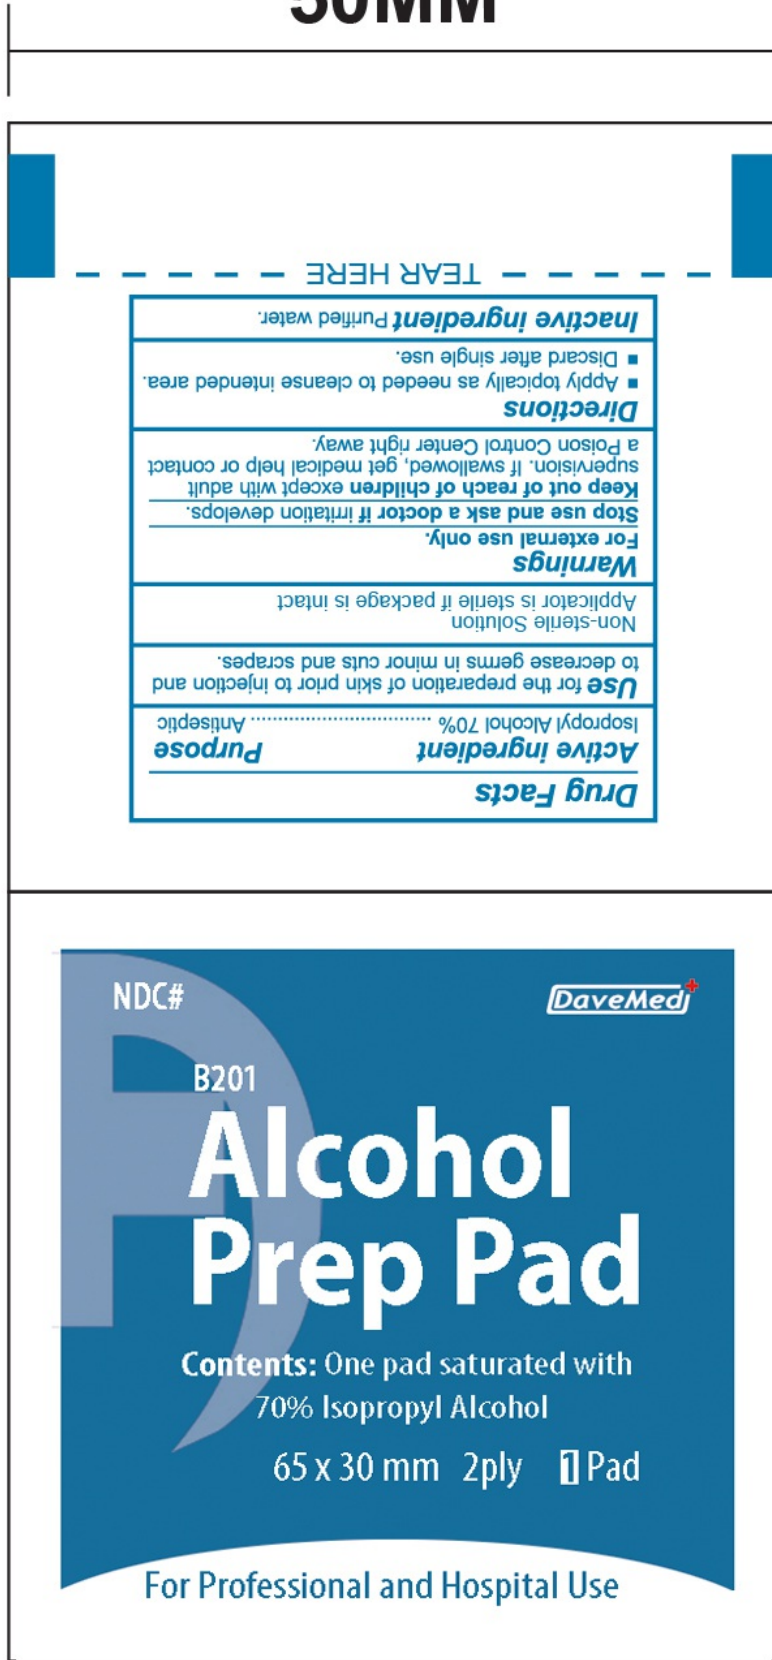 50MM
TEAR HERE
Drug Facts
Active ingredient Purpose
Isopropyl Alcohol 70% ................................. Antiseptic
Use for the preparation of skin prior to injection and
to decrease germs in minor cuts and scrapes.
Non-sterile Solution
Applicator is sterile if package is intact
Warnings
For external use only.
Stop use and ask a doctor if irritation develops.
Keep out of reach of children except with adult
supervision. If swallowed, get medical help or contact
a Poison Control Center right away.
Directions
■ Apply topically as needed to cleanse intended area.
■ Discard after single use.
Inactive ingredient Purified water.
NDC#
DaveMedi
B201
Alcohol
Prep Pad
Contents: One pad saturated with
70% Isopropyl Alcohol
65 x 30 mm 2ply 1 Pad
For Professional and Hospital Use